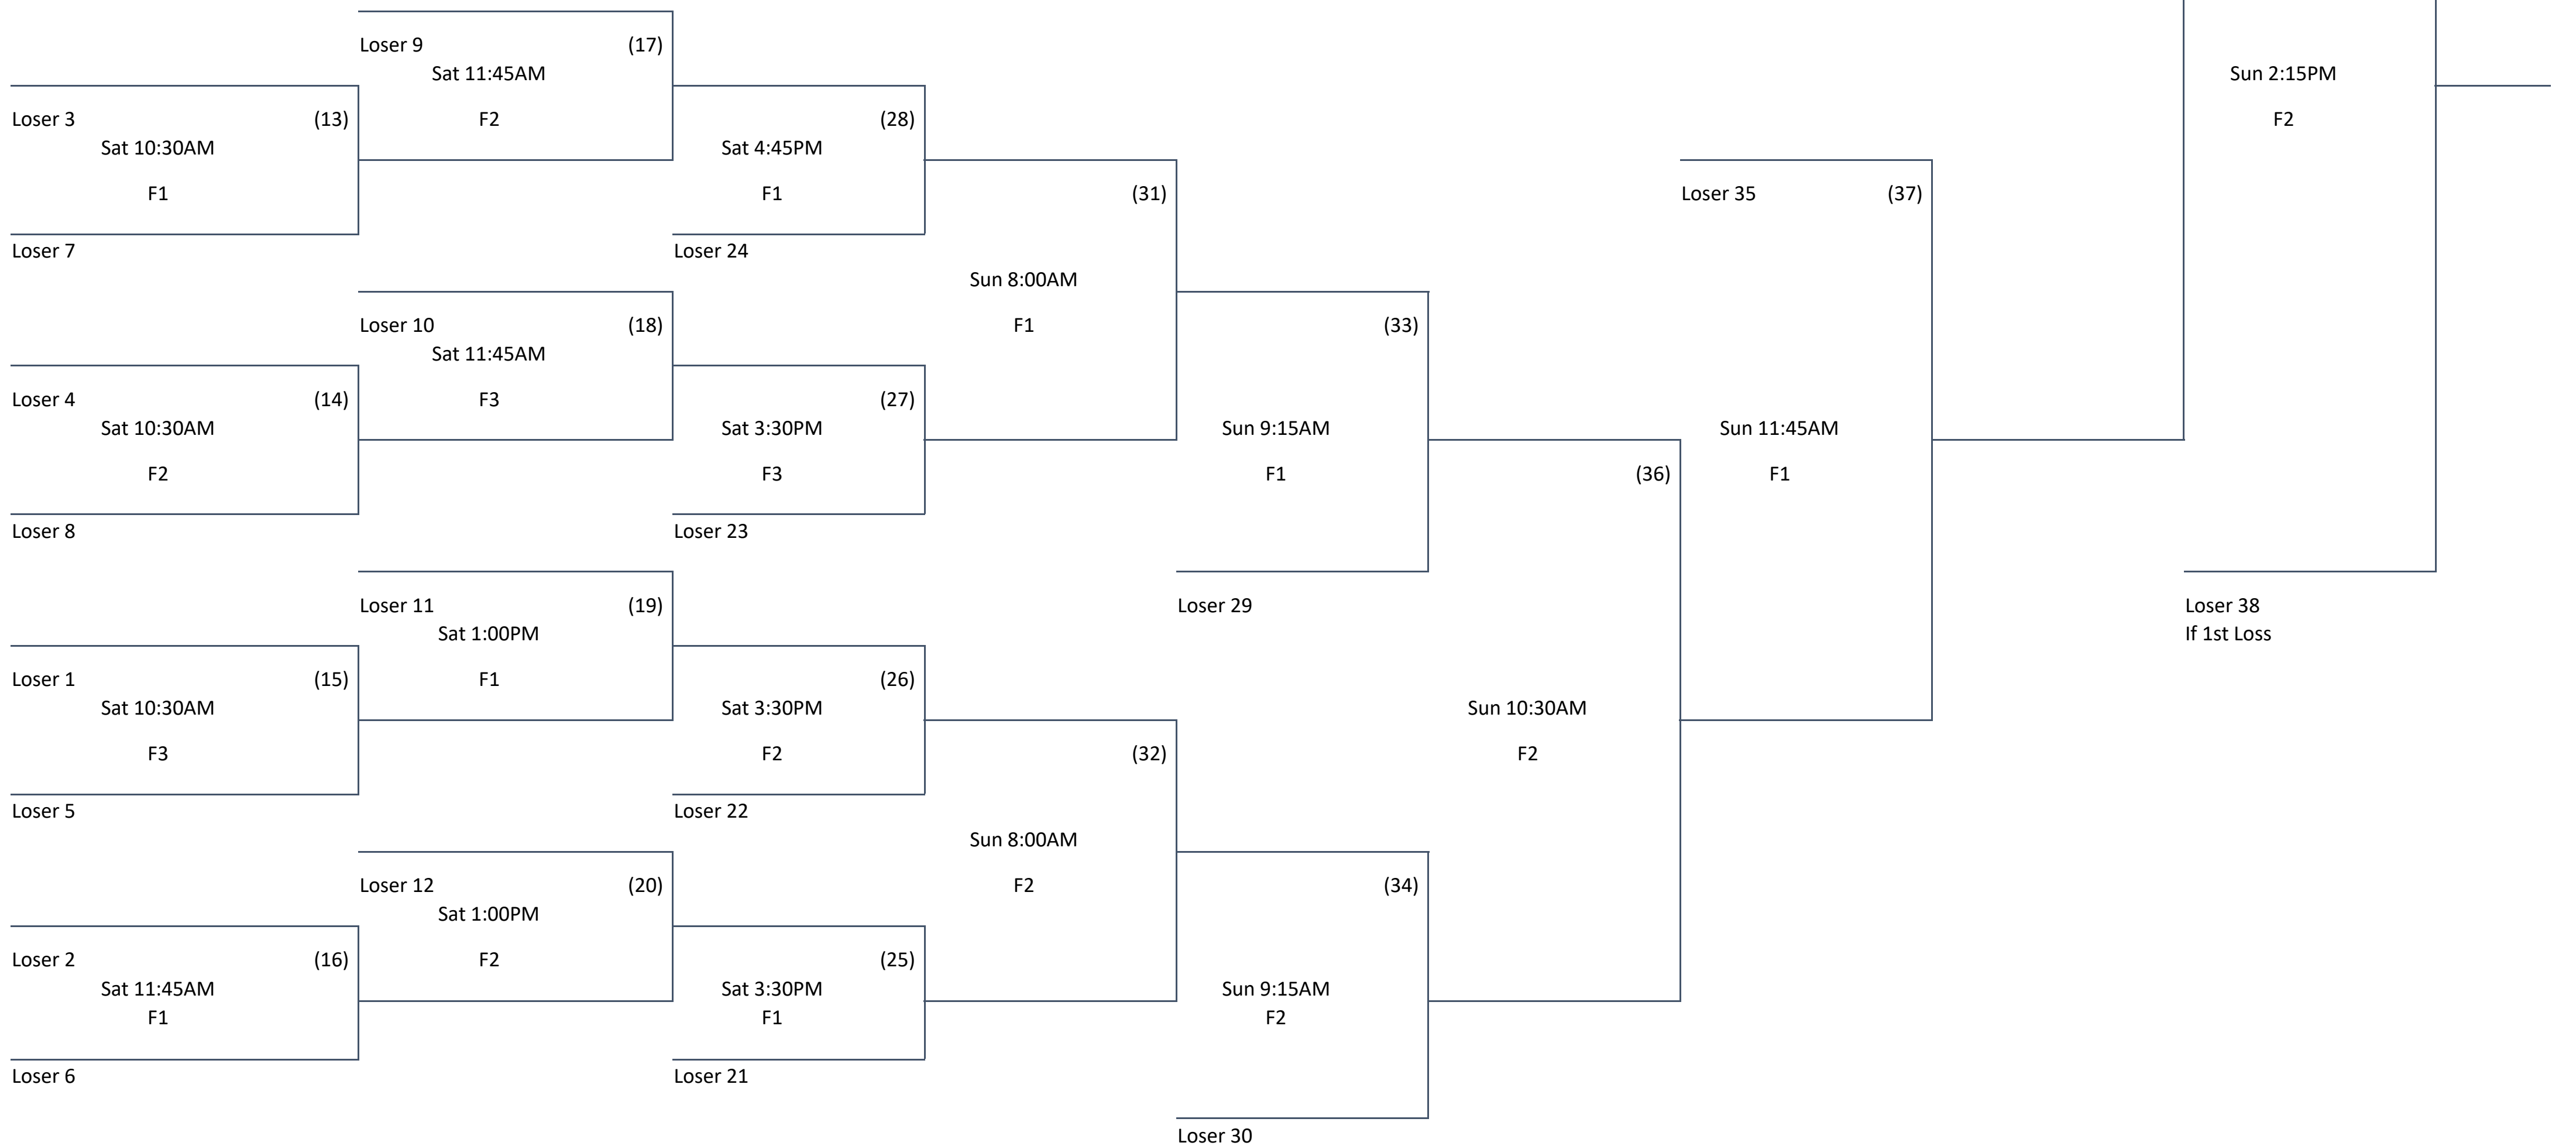 Loser 9 (17)
Sat 11:45AM
F2
Loser 3 (13)
Sat 10:30AM
F1
Loser 7
(28)
Sat 4:45PM
F1
Loser 24
Loser 10 (18)
Sat 11:45AM
F3
Loser 4 (14)
Sat 10:30AM
F2
Loser 8
(27)
Sat 3:30PM
F3
Loser 23
(31)
Sun 8:00AM
F1
Loser 11 (19)
Sat 1:00PM
F1
Loser 1 (15)
Sat 10:30AM
F3
Loser 5
(26)
Sat 3:30PM
F2
Loser 22
Loser 12 (20)
Sat 1:00PM
F2
Loser 2 (16)
Sat 11:45AM
F1
Loser 6
(25)
Sat 3:30PM
F1
Loser 21
(32)
Sun 8:00AM
F2
(33)
Sun 9:15AM
F1
Loser 29
(34)
Sun 9:15AM
F2
Loser 30
(36)
Sun 10:30AM
F2
Loser 35 (37)
Sun 11:45AM
F1
Sun 2:15PM
F2
Loser 38
If 1st Loss